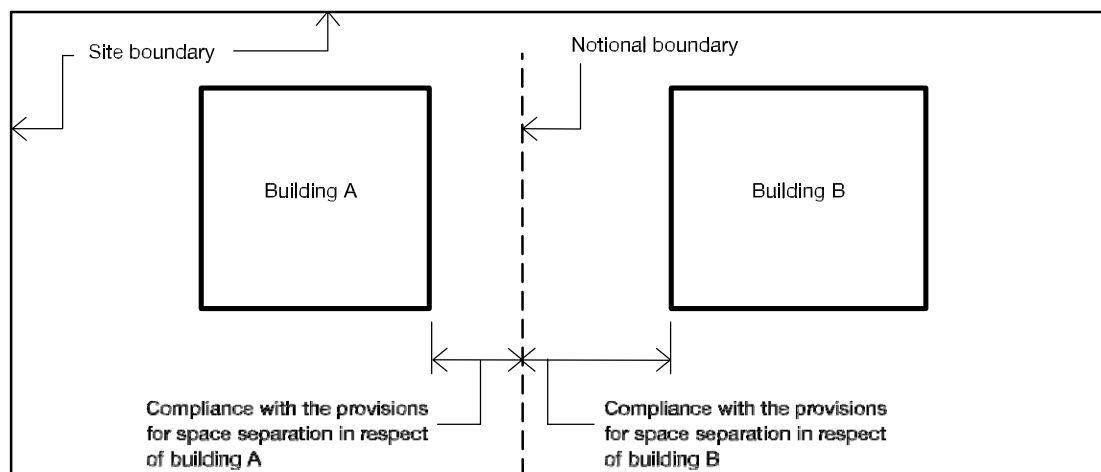 Site boundary
Notional boundary
Building A
Building B
Compliance with the provisions
for space separation in respect
of building A
Compliance with the provisions
for space separation in respect
of building B